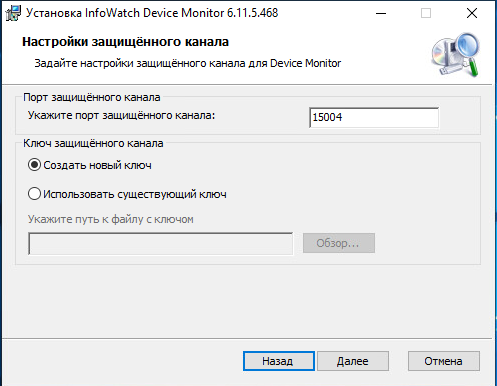 Установка InfoWatch Device Monitor 6.11.5.468
Настройки защищённого канала
Задайте настройки защищённого канала для Device Monitor
Порт защищённого канала
Укажите порт защищённого канала:
15004
Ключ защищённого канала
Создать новый ключ
Использовать существующий ключ
Укажите путь к файлу с ключом
Обзор...
Назад
Далее
Отмена